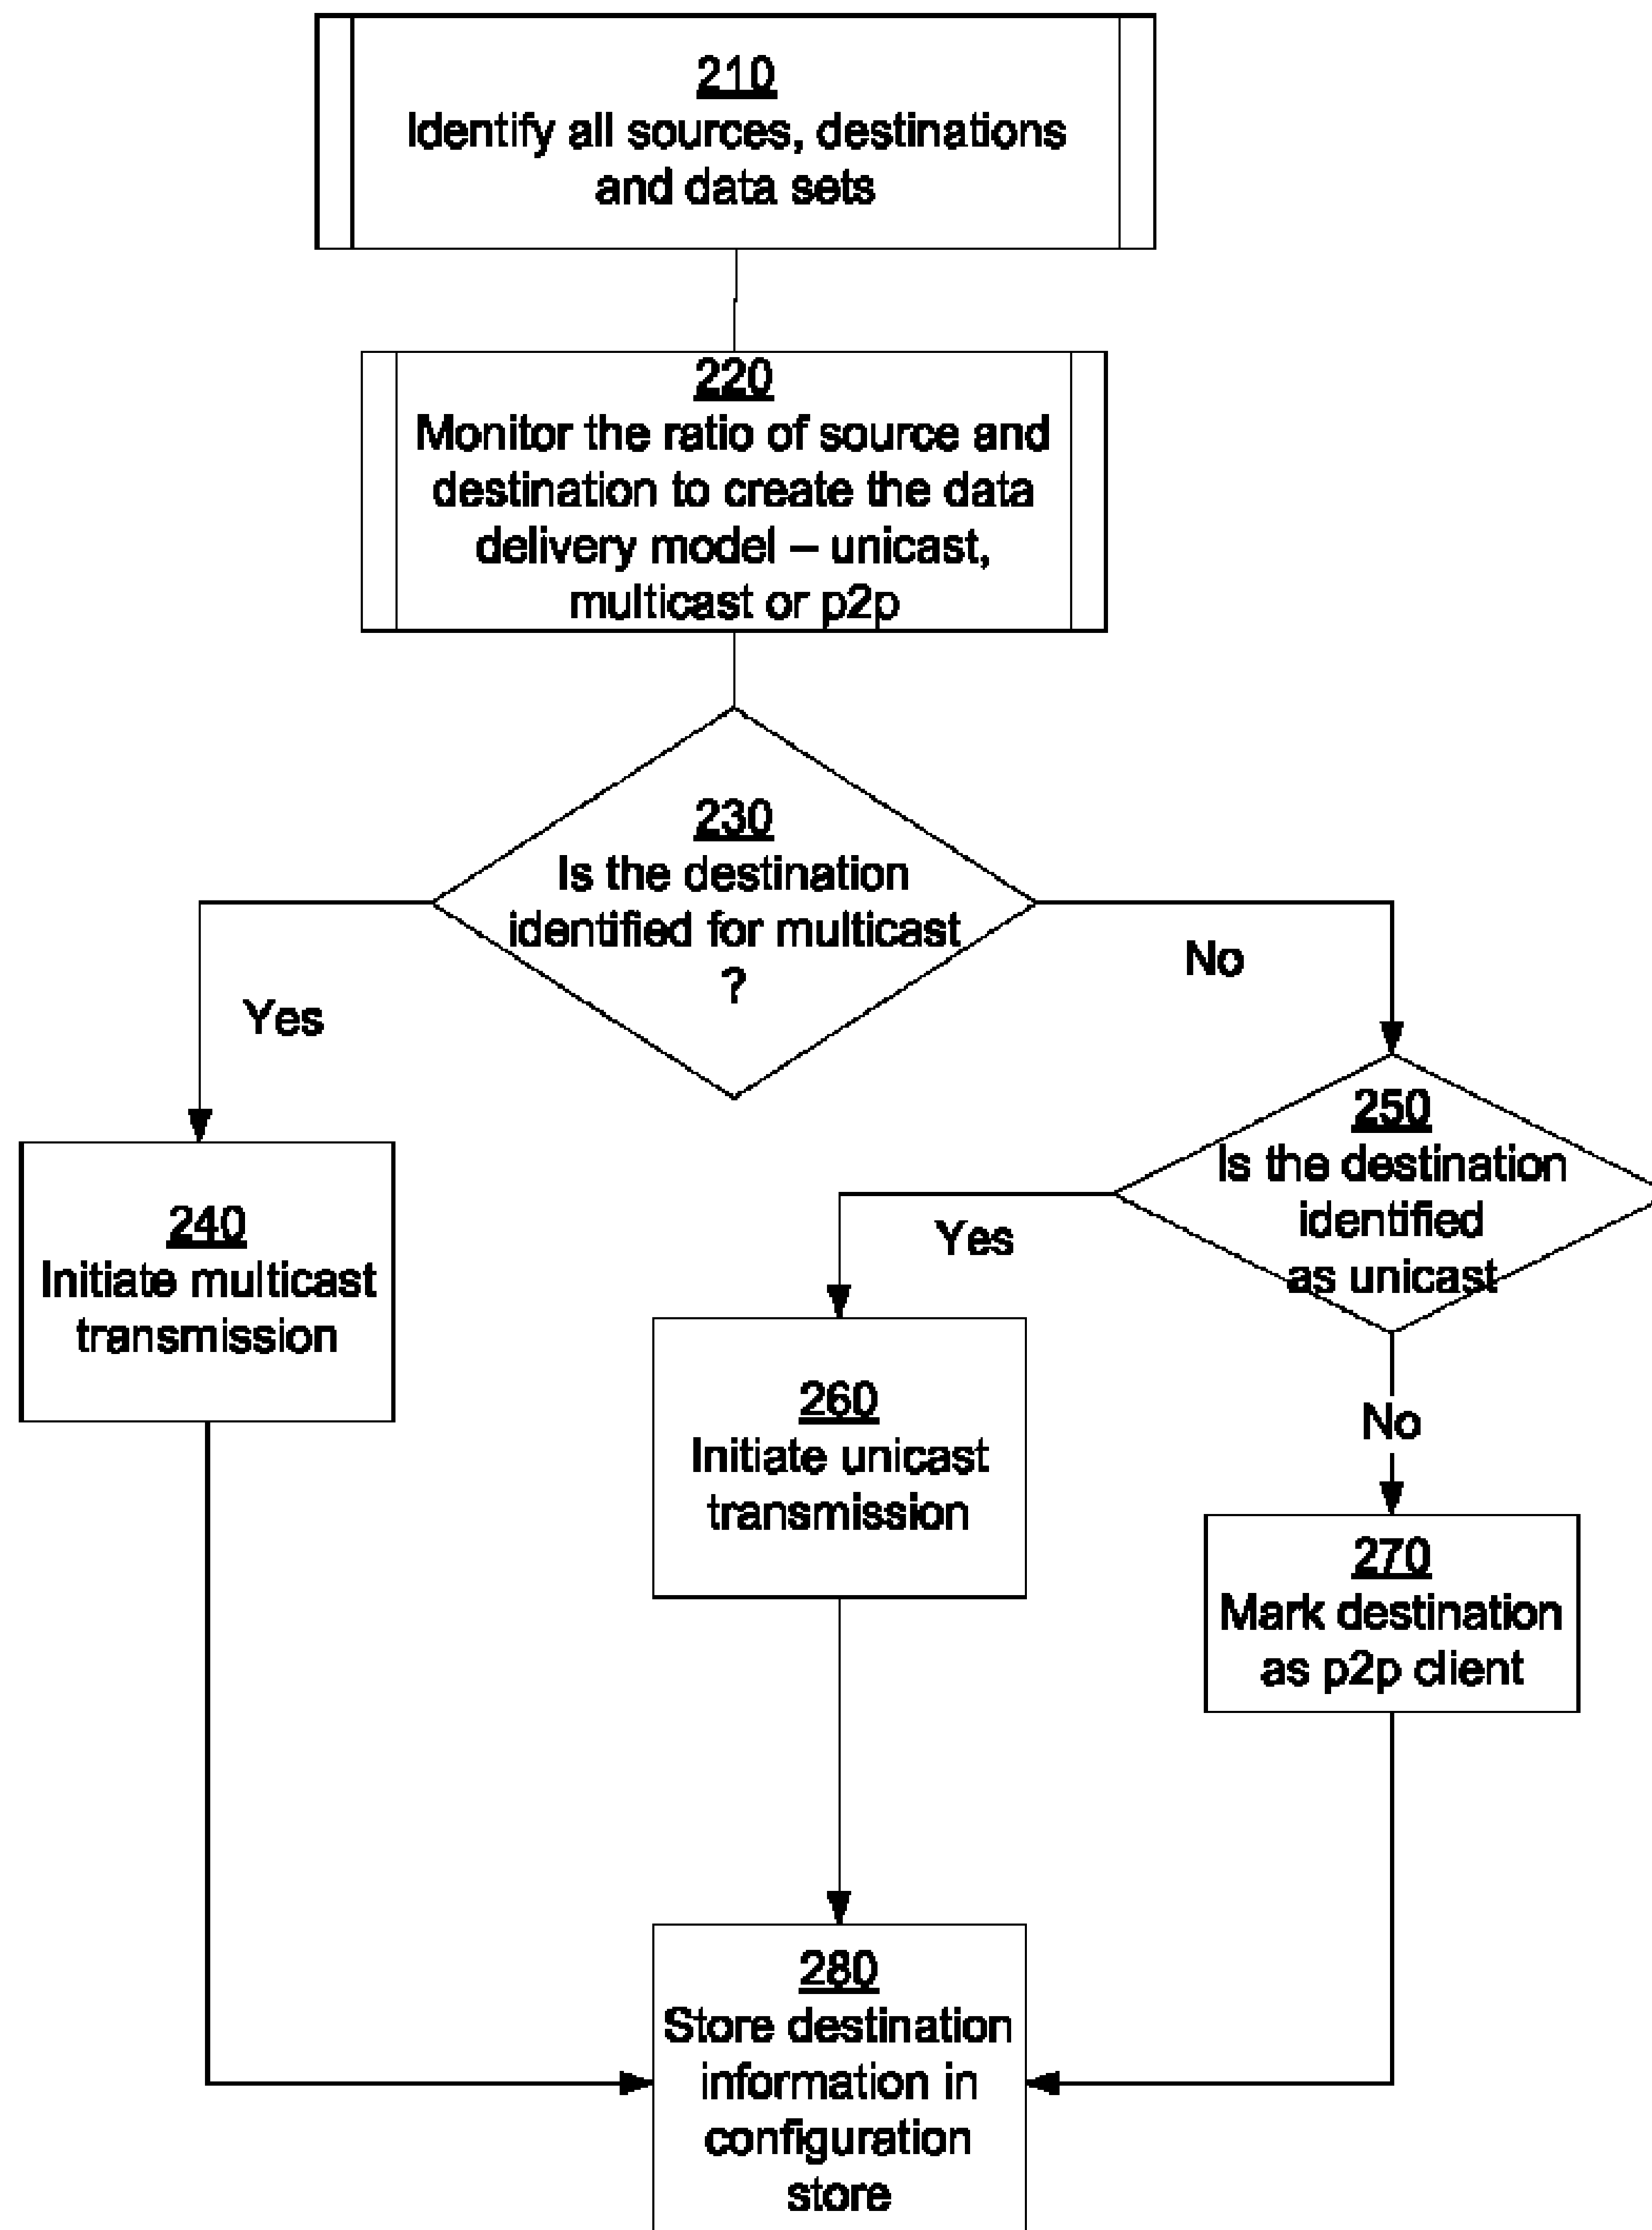 210
Identify all sources, destinations
and data sets
220
Monitor the ratio of source and
destination to create the data
delivery model – unicast,
multicast or p2p
230
Is the destination
identified for multicast
?
Yes
No
240
Initiate multicast
transmission
250
Is the destination
identified
as unicast
Yes
No
260
Initiate unicast
transmission
270
Mark destination
as p2p client
280
Store destination
information in
configuration
store